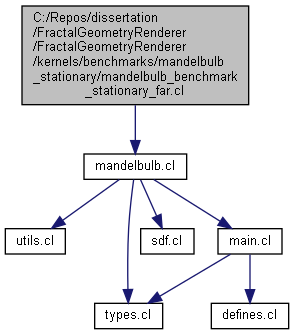 C:/Repos/dissertation
/FractalGeometryRenderer
/FractalGeometryRenderer
/kernels/benchmarks/mandelbulb
_stationary/mandelbulb_benchmark
_stationary_far.cl
mandelbulb.cl
utils.cl
sdf.cl
main.cl
types.cl
defines.cl